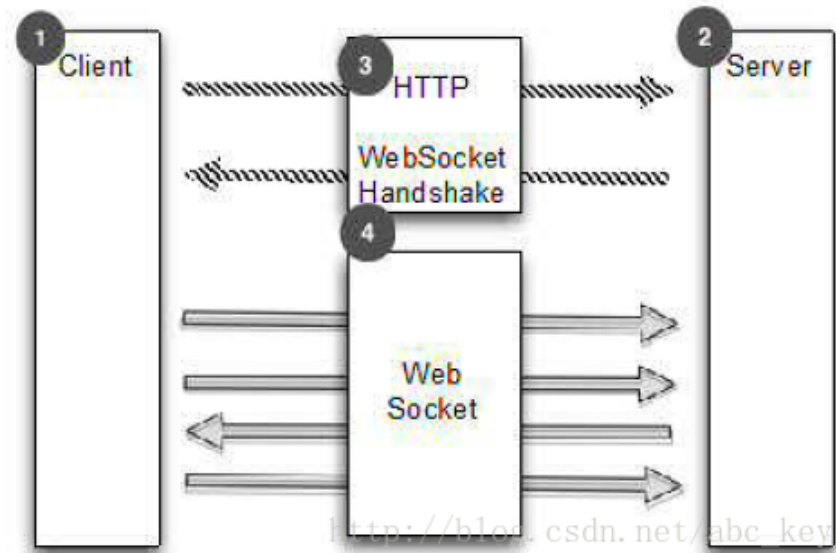 1
Client
2
Server
3
HTTP
WebSocket
Handshake
4
Web
Socket
http://blog.csdn.net/abc_key